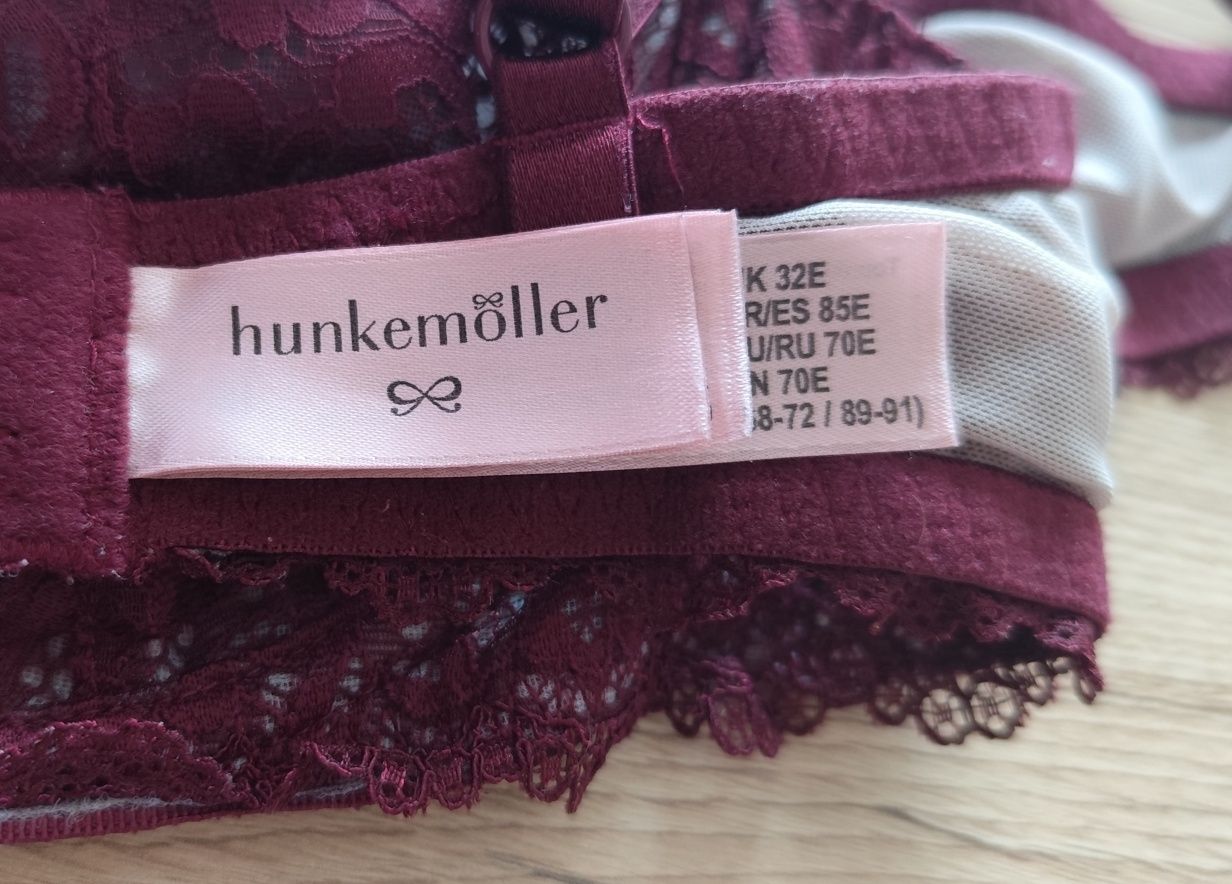 hunkemöller
K 32E
R/ES 85E
U/RU 70E
N 70E
8-72 / 89-91)